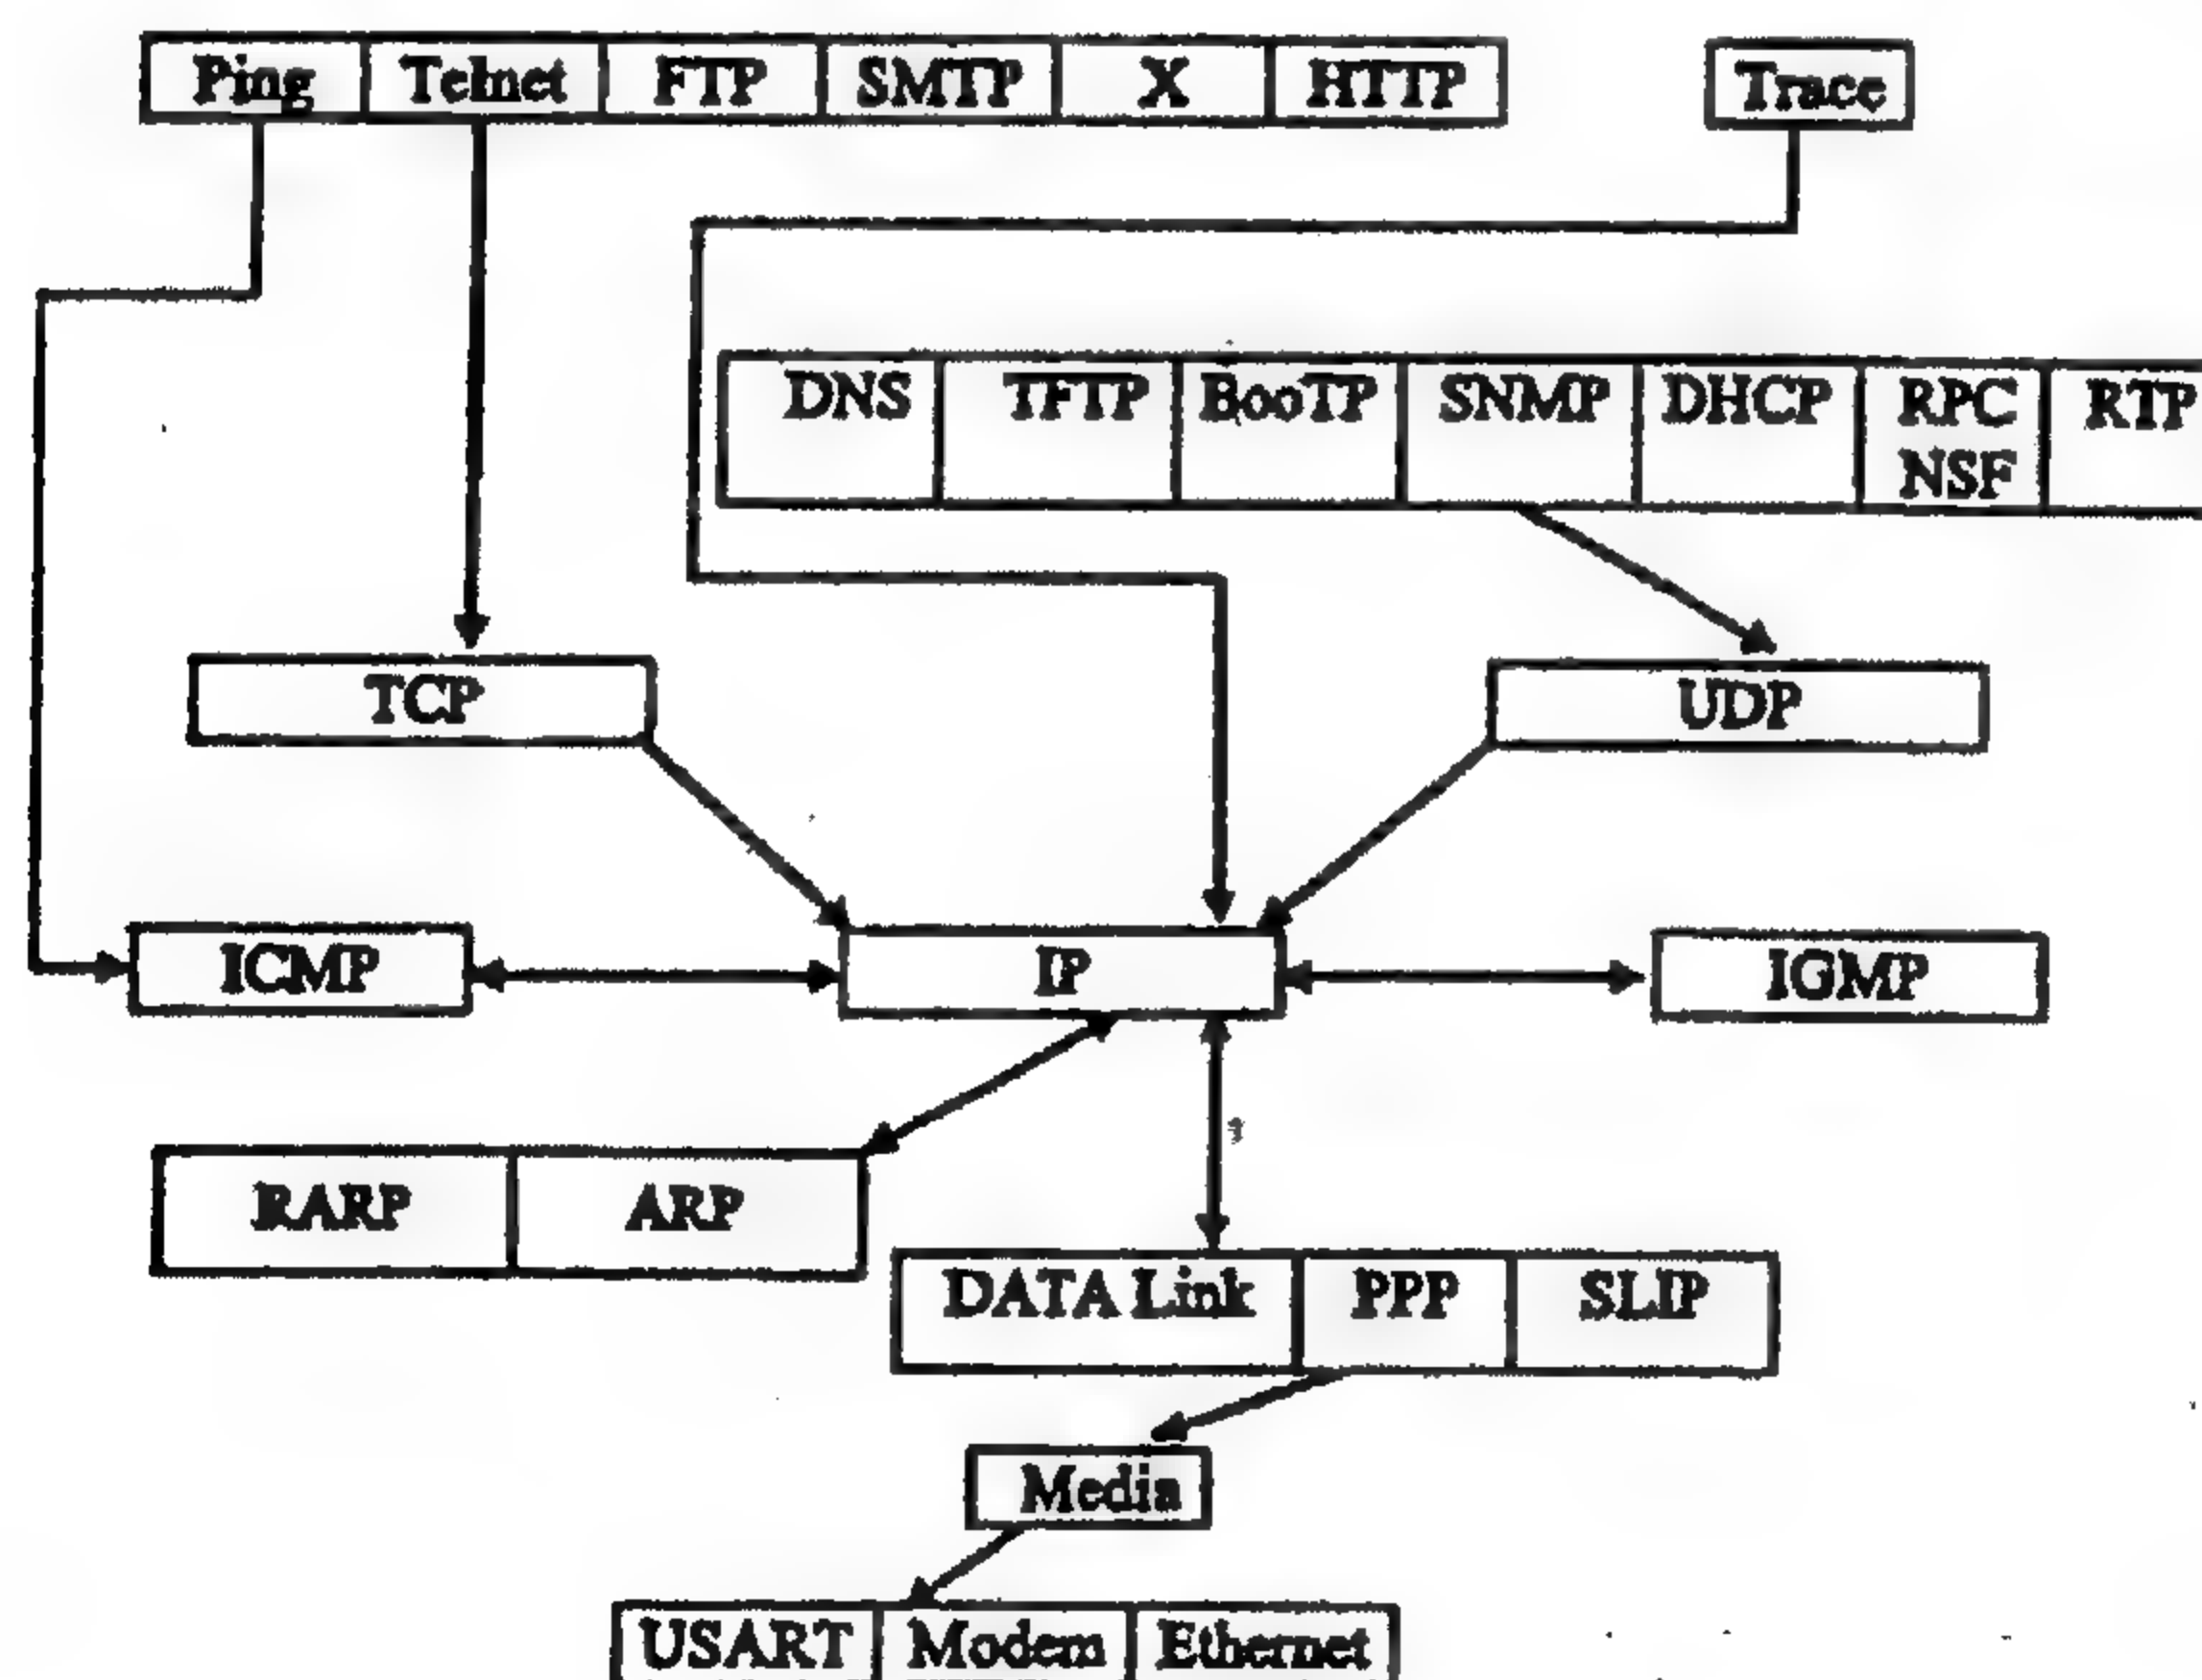 Ping Telnet FTP SMTP X HTTP
Trace
DNS TFTP BooTP SNMP DHCP RPC NSF RTP
TCP
UDP
ICMP
IP
IGMP
RARP ARP
DATA Link PPP SLIP
Media
USART Modem Ethernet